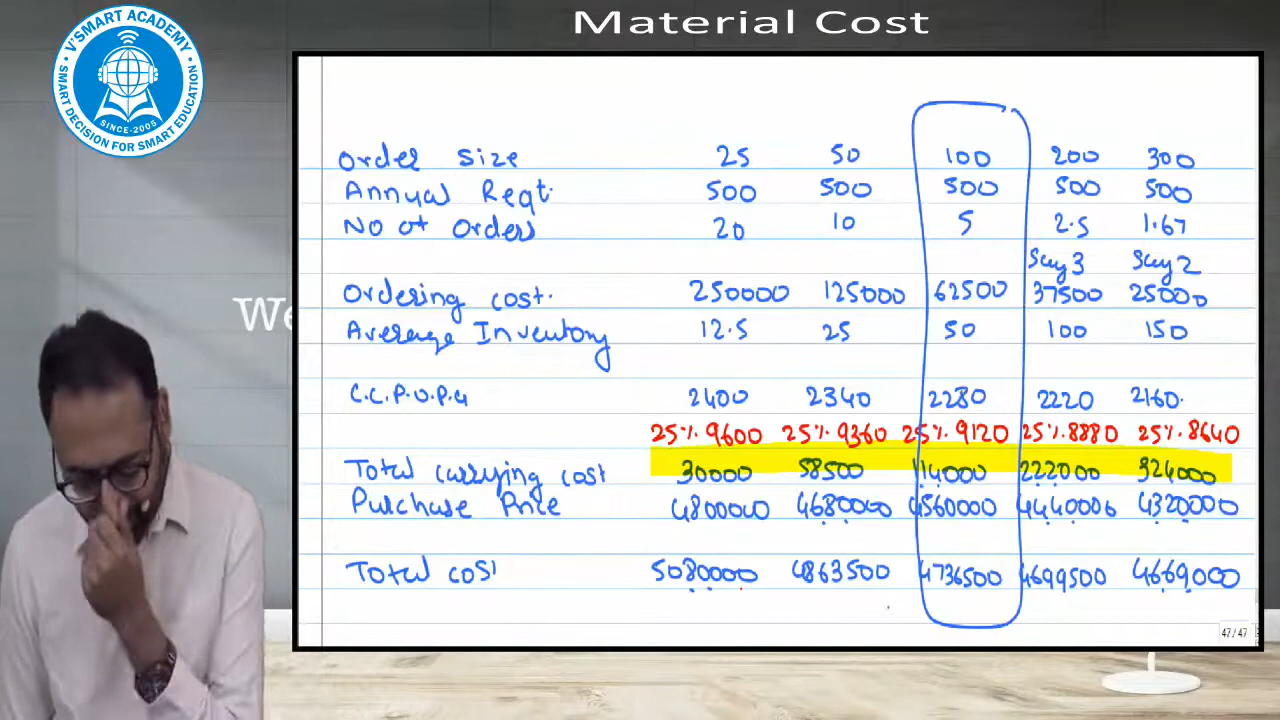 Material Cost
V'SMART ACADEMY
SINCE-2005
SMART DECISION FOR SMART EDUCATION
We
Order size 25 50 100 200 300
Annual Reqt. 500 500 500 500 500
No of Orders 20 10 5 2.5 1.67
Say 3 Say 2
Ordering cost. 250000 125000 62500 37500 25000
Average Inventory 12.5 25 50 100 150
C.C.P.U.P.a 2400 2340 2280 2220 2160.
25%.9600 25%.9360 25%.9120 25%.8880 25%.8640
Total carrying cost 30000 58500 114000 222000 324000
Purchase Price 4800000 4680000 4560000 4440000 4320000
Total cost 5080000 4863500 4736500 4699500 4669000
47/47